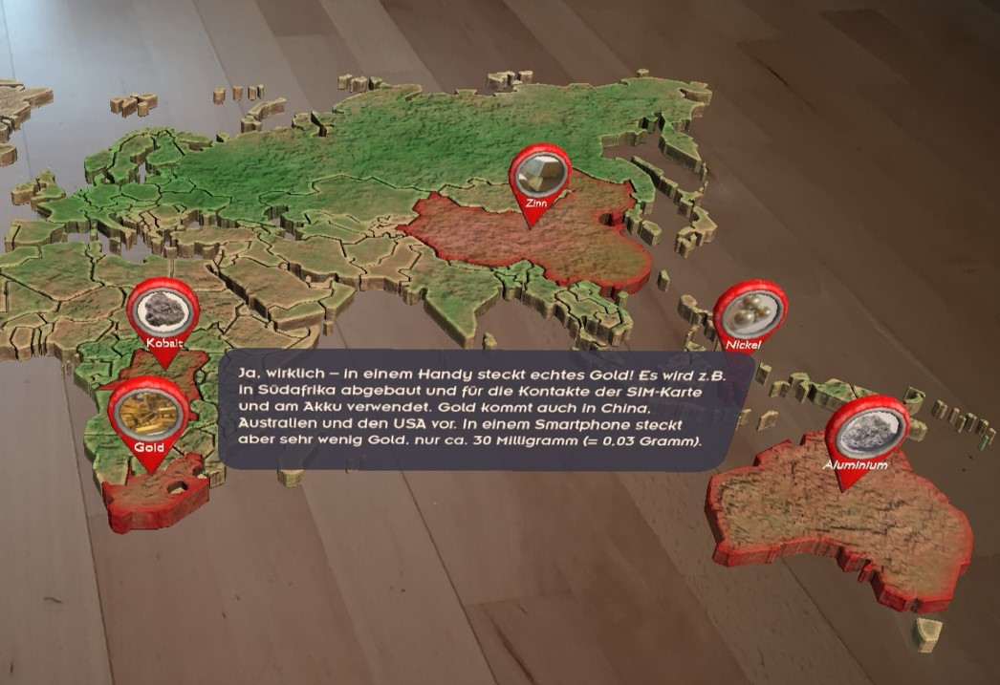 Zinn
Kobalt
Nickel
Ja, wirklich – in einem Handy steckt echtes Gold! Es wird z.B.
in Südafrika abgebaut und für die Kontakte der SIM-Karte
und am Akku verwendet. Gold kommt auch in China,
Australien und den USA vor. In einem Smartphone steckt
aber sehr wenig Gold, nur ca. 30 Milligramm (= 0,03 Gramm).
Gold
Aluminium